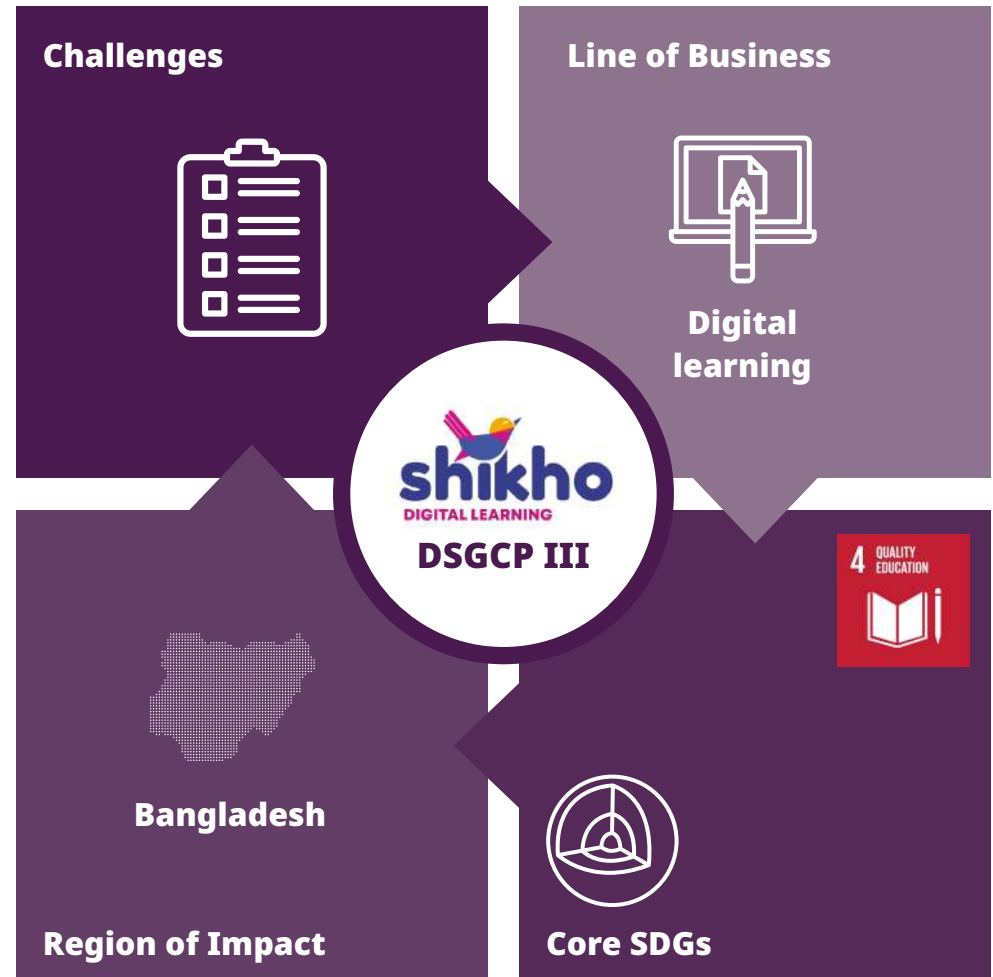 Challenges
Line of Business
Digital
learning
shikho
DIGITAL LEARNING
DSGCP III
4 QUALITY
EDUCATION
Bangladesh
Region of Impact
Core SDGs